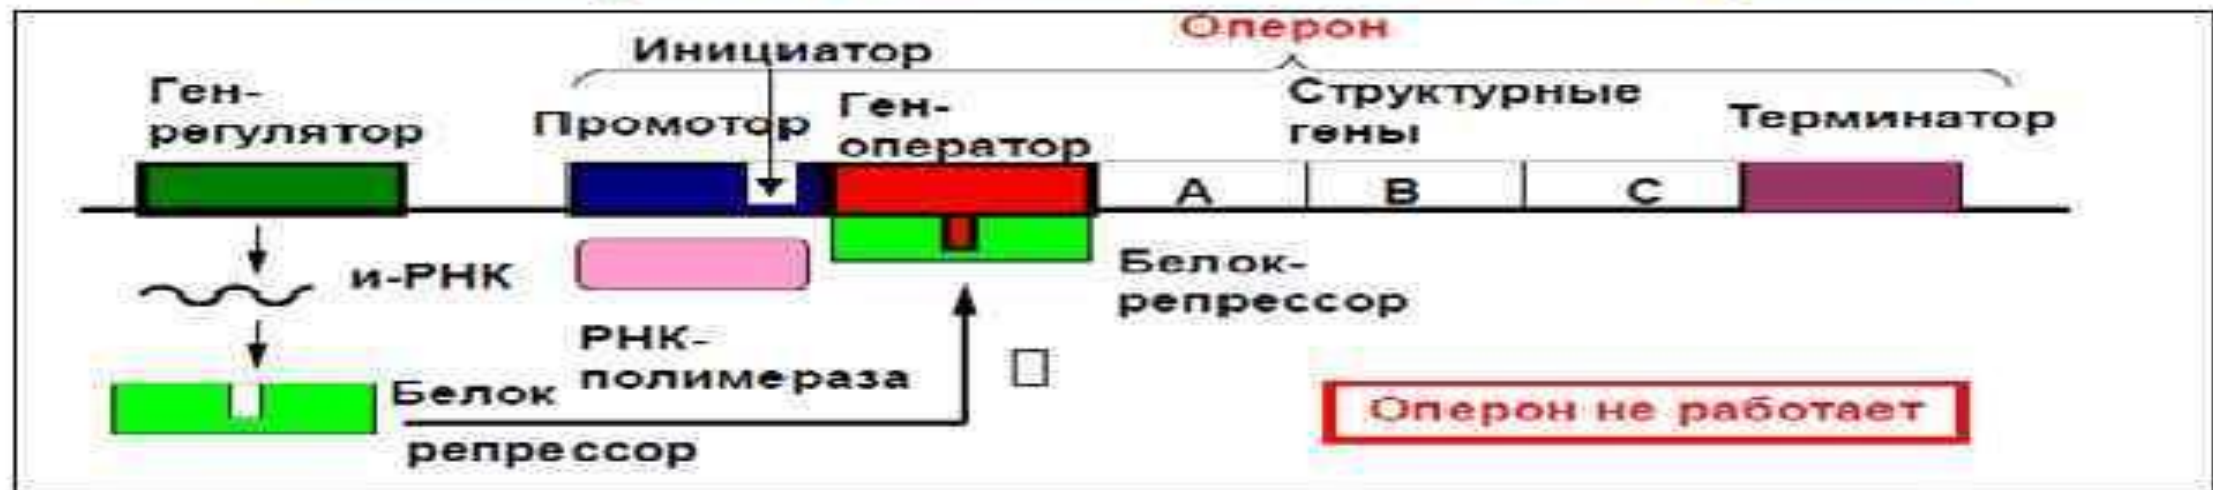 Оперон
Инициатор
Ген-
регулятор
Промотор
Ген-
оператор
Структурные
гены
Терминатор
A
B
C
и-РНК
Белок-
репрессор
РНК-
полимераза
Белок
репрессор
Оперон не работает